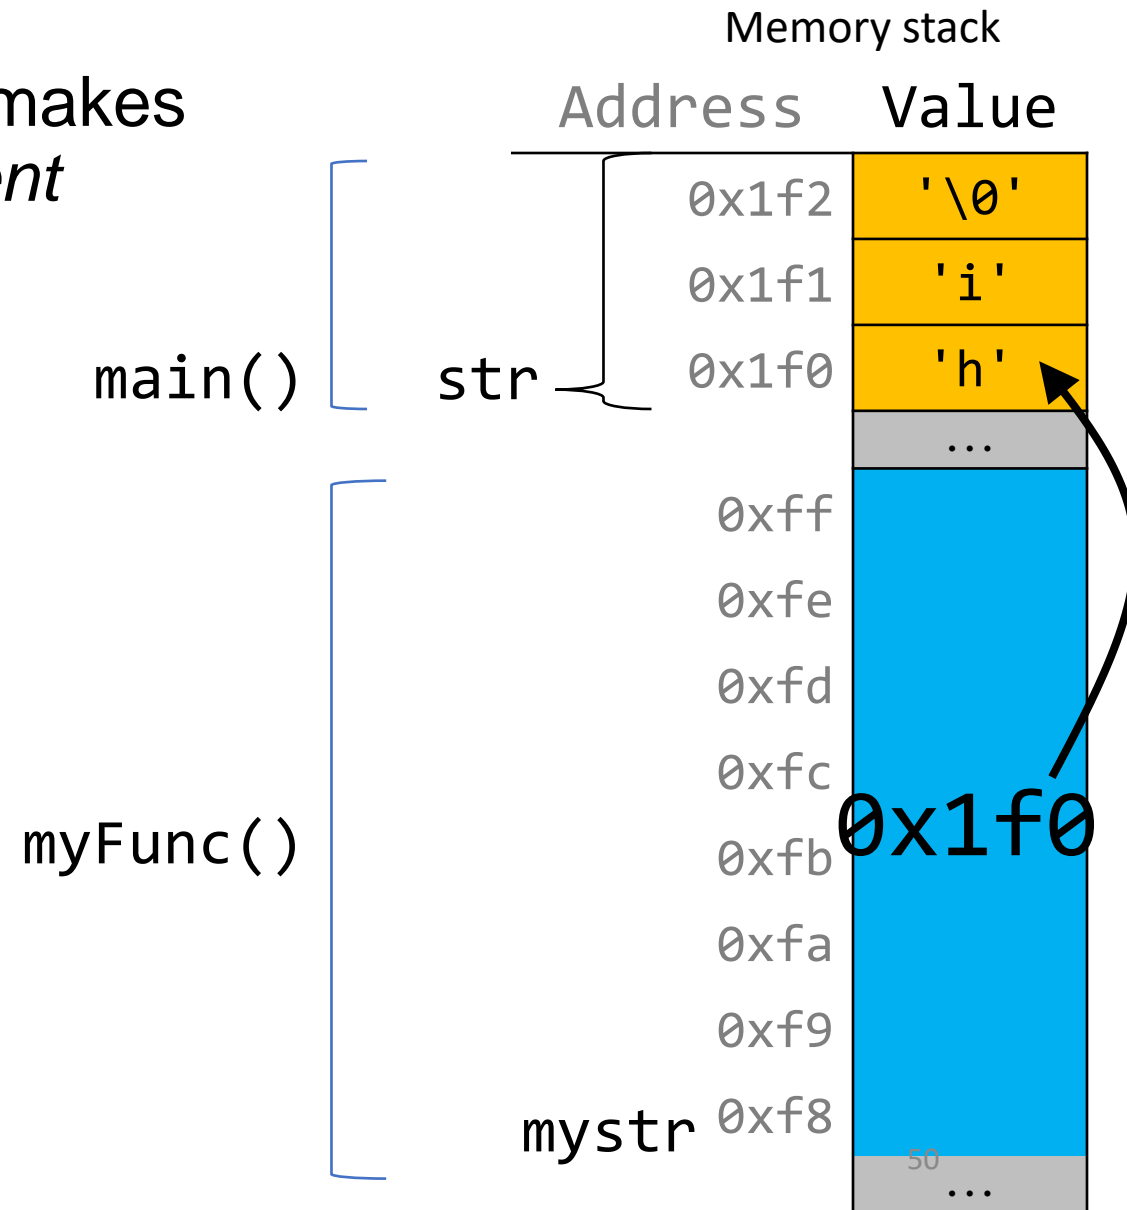 Memory stack
makes
ent
Address Value
0x1f2 '\0'
0x1f1 'i'
main() str 0x1f0 'h'
...
0xff
0xfe
0xfd
0xfc
0x1f0
myFunc() 0xfb
0xfa
0xf9
mystr 0xf8
50
...